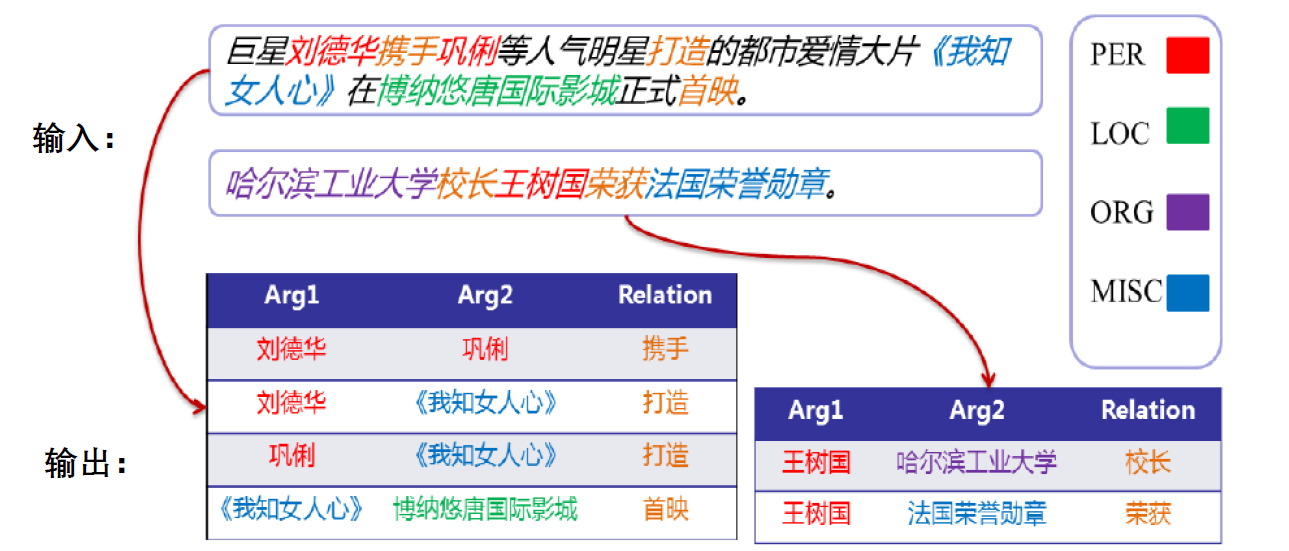 巨星刘德华携手巩俐等人气明星打造的都市爱情大片《我知
女人心》在博纳悠唐国际影城正式首映。
输入：
哈尔滨工业大学校长王树国荣获法国荣誉勋章。
PER
LOC
ORG
MISC
输出：
Arg1 Arg2 Relation
刘德华 巩俐 携手
刘德华 《我知女人心》 打造
巩俐 《我知女人心》 打造
《我知女人心》 博纳悠唐国际影城 首映
Arg1 Arg2 Relation
王树国 哈尔滨工业大学 校长
王树国 法国荣誉勋章 荣获